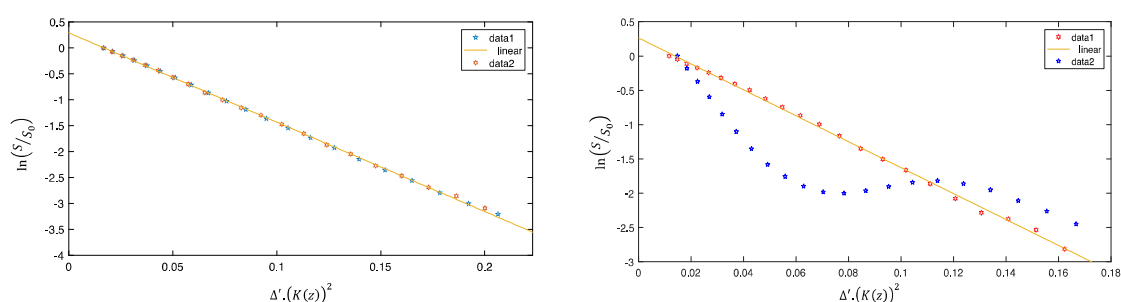 0.5
0
-0.5
-1
-1.5
-2
-2.5
-3
-3.5
-4
ln(S/S₀)
0 0.05 0.1 0.15 0.2
Δ′.(K(z))²
data1
linear
data2
0.5
0
-0.5
-1.0
-1.5
-2
-2.5
-3
ln(S/S₀)
0 0.02 0.04 0.06 0.08 0.1 0.12 0.14 0.16 0.18
Δ′.(K(z))²
data1
linear
data2